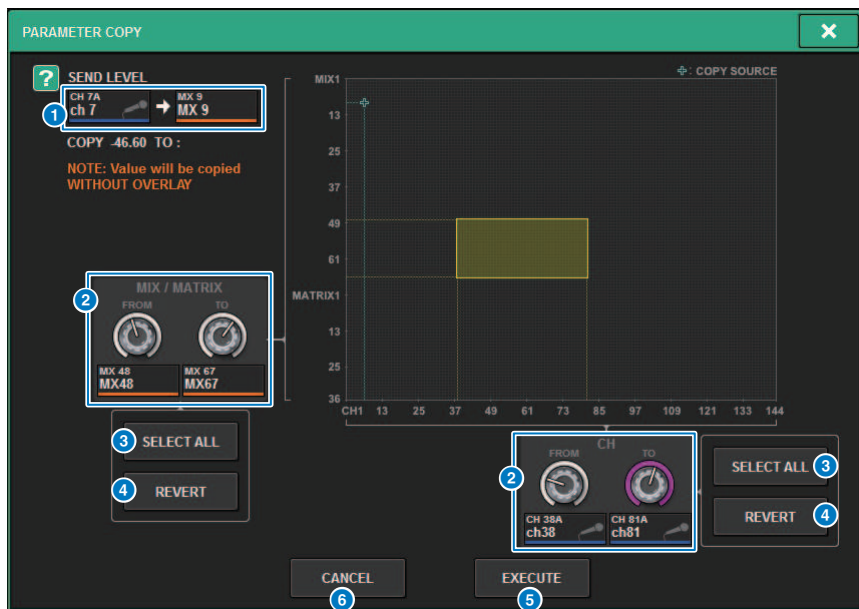 PARAMETER COPY
?
SEND LEVEL
CH 7A
ch 7
MX 9
MX 9
1
COPY -46.60 TO :
NOTE: Value will be copied
WITHOUT OVERLAY
: COPY SOURCE
MIX1
13
25
37
49
61
MATRIX1
13
25
36
CH1 13 25 37 49 61 73 85 97 109 121 133 144
2
MIX / MATRIX
FROM TO
MX 48
MX48
MX 67
MX67
3
SELECT ALL
4
REVERT
2
CH
FROM TO
CH 38A
ch38
CH 81A
ch81
SELECT ALL
3
REVERT
4
CANCEL
6
EXECUTE
5